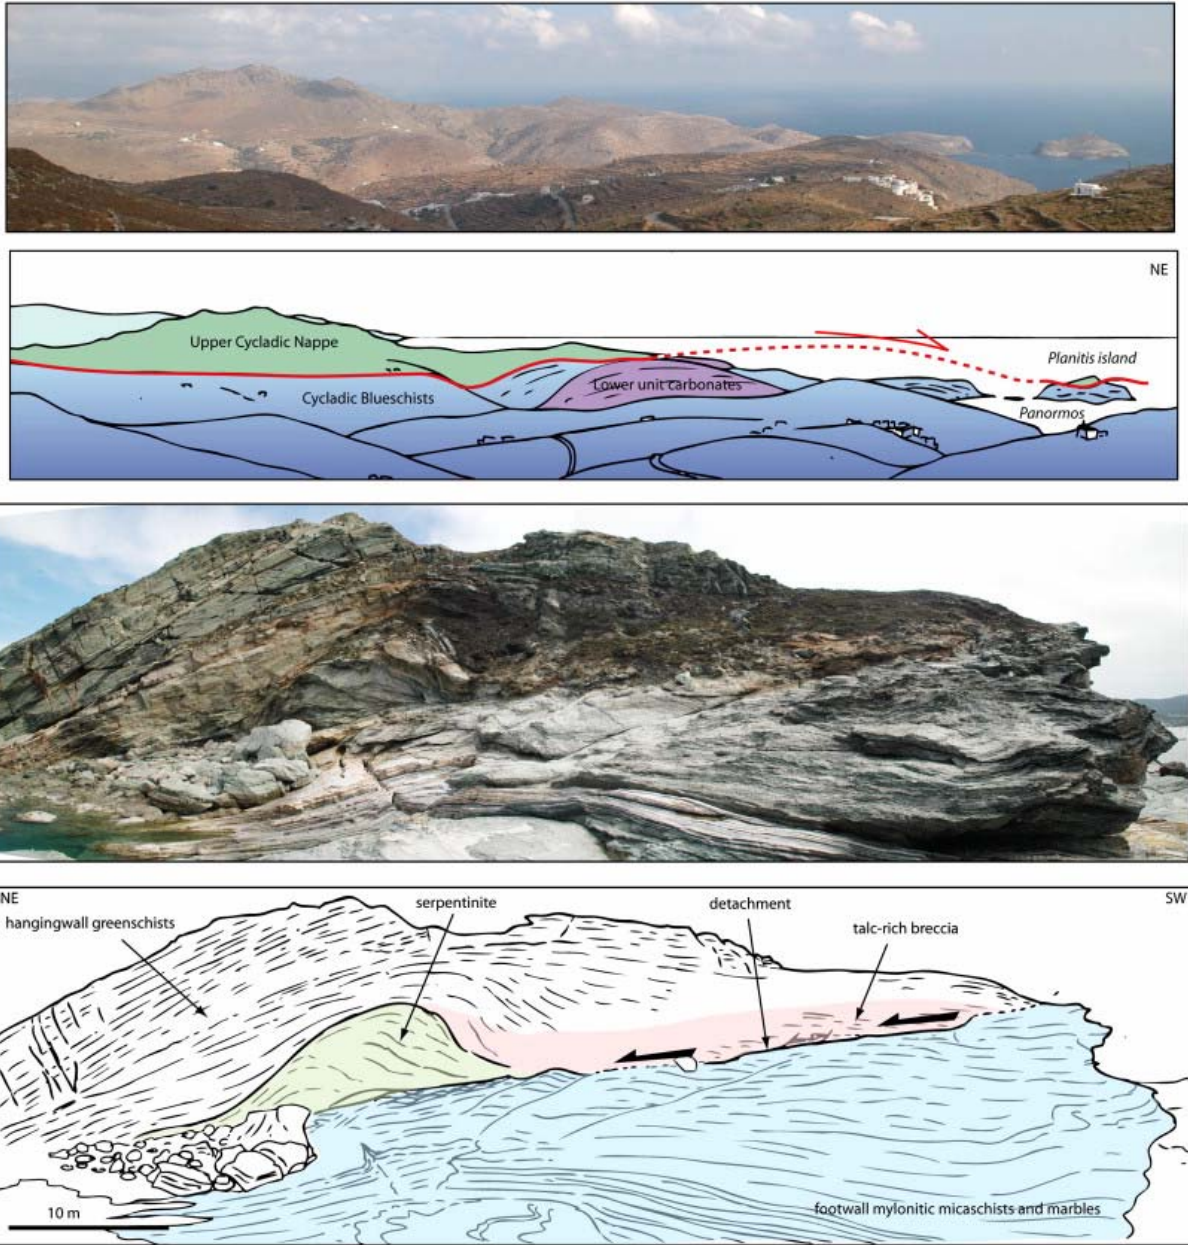 NE
Upper Cycladic Nappe
Planitis island
Lower unit carbonates
Cycladic Blueschists
Panormos
NE
SW
serpentinite
detachment
hangingwall greenschists
talc-rich breccia
footwall mylonitic micaschists and marbles
10 m